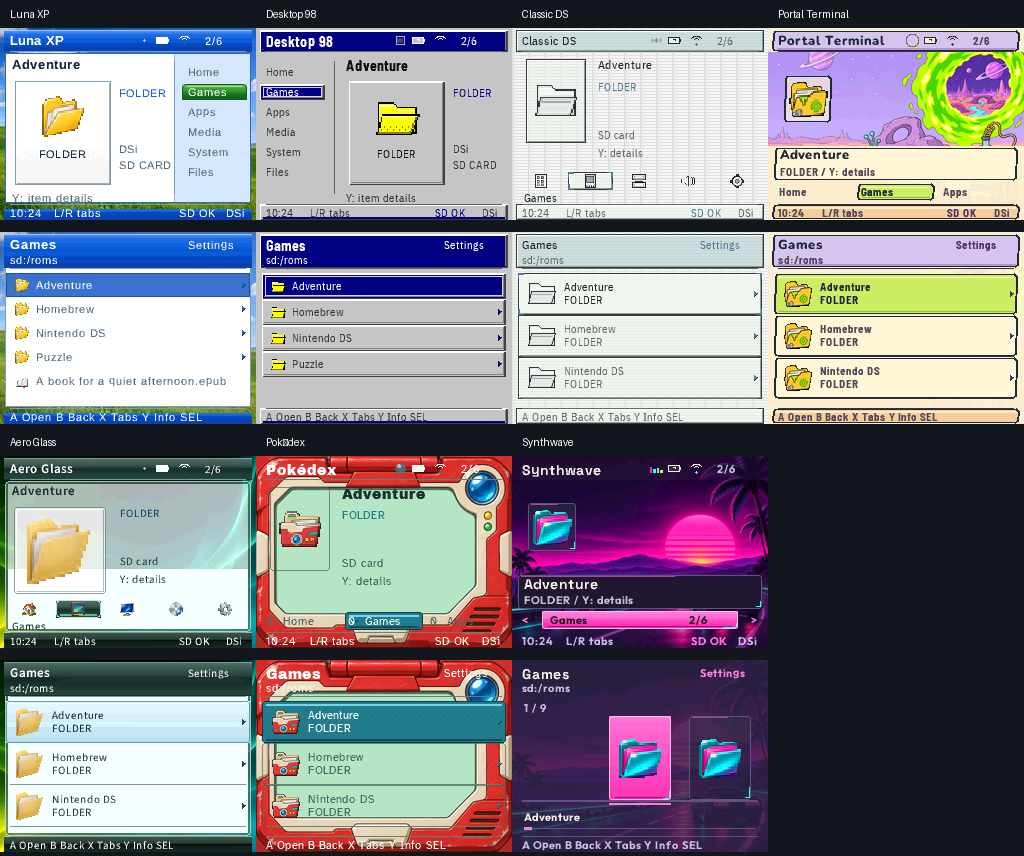 Luna XP
Desktop 98
Classic DS
Portal Terminal
Luna XP 2/6
Adventure
FOLDER
FOLDER
DSi
SD CARD
Home
Games
Apps
Media
System
Files
Y: item details
10:24 L/R tabs SD OK DSi
Desktop 98 2/6
Home
Games
Apps
Media
System
Files
Adventure
FOLDER
FOLDER
DSi
SD CARD
Y: item details
10:24 L/R tabs SD OK DSi
Classic DS 2/6
Adventure
FOLDER
SD card
Y: details
Games
10:24 L/R tabs SD OK DSi
Portal Terminal 2/6
Adventure
FOLDER / Y: details
Home Games Apps
10:24 L/R tabs SD OK DSi
Games Settings
sd:/roms
Adventure
Homebrew
Nintendo DS
Puzzle
A book for a quiet afternoon.epub
A Open B Back X Tabs Y Info SEL
Games Settings
sd:/roms
Adventure
Homebrew
Nintendo DS
Puzzle
A Open B Back X Tabs Y Info SEL
Games Settings
sd:/roms
Adventure
FOLDER
Homebrew
FOLDER
Nintendo DS
FOLDER
A Open B Back X Tabs Y Info SEL
Games Settings
sd:/roms
Adventure
FOLDER
Homebrew
FOLDER
Nintendo DS
FOLDER
A Open B Back X Tabs Y Info SEL
Aero Glass
Synthwave
Aero Glass 2/6
Adventure
FOLDER
SD card
Y: details
Games
10:24 L/R tabs SD OK DSi
Pokédex 2/6
Adventure
FOLDER
SD card
Y: details
Home Games
10:24 L/R tabs SD OK DSi
Synthwave 2/6
Adventure
FOLDER / Y: details
< Games 2/6 >
10:24 L/R tabs SD OK DSi
Games Settings
sd:/roms
Adventure
FOLDER
Homebrew
FOLDER
Nintendo DS
FOLDER
A Open B Back X Tabs Y Info SEL
Games Settings
sd:/roms
Adventure
FOLDER
Homebrew
FOLDER
Nintendo DS
FOLDER
A Open B Back X Tabs Y Info SEL
Games Settings
sd:/roms
1 / 9
Adventure
A Open B Back X Tabs Y Info SEL